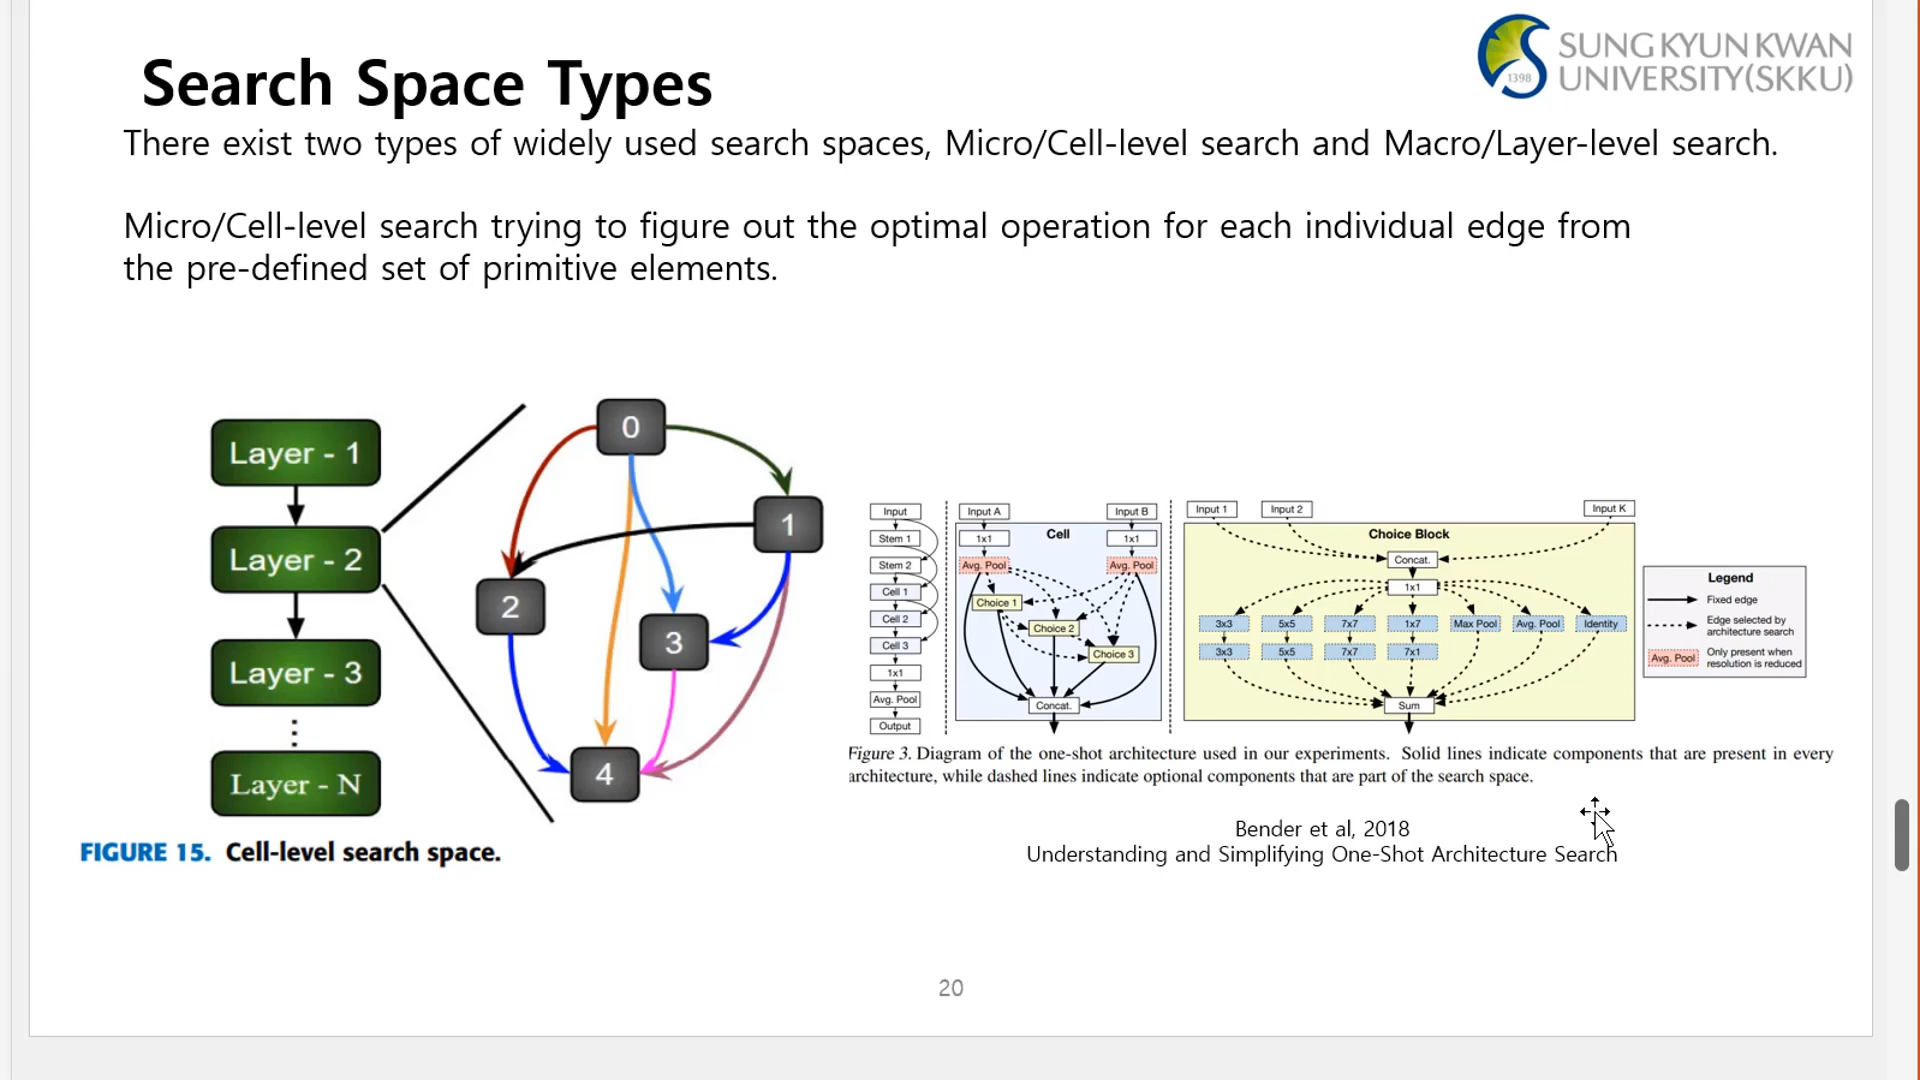 Search Space Types
1398
SUNGKYUNKWAN
UNIVERSITY(SKKU)
There exist two types of widely used search spaces, Micro/Cell-level search and Macro/Layer-level search.
Micro/Cell-level search trying to figure out the optimal operation for each individual edge from
the pre-defined set of primitive elements.
Layer - 1
Layer - 2
Layer - 3
Layer - N
0
1
2
3
4
FIGURE 15. Cell-level search space.
Input
Stem 1
Stem 2
Cell 1
Cell 2
Cell 3
1x1
Avg. Pool
Output
Input A
Input B
Cell
1x1
1x1
Avg. Pool
Avg. Pool
Choice 1
Choice 2
Choice 3
Concat.
Input 1
Input 2
Input K
Choice Block
Concat.
1x1
3x3
5x5
7x7
1x7
Max Pool
Avg. Pool
Identity
3x3
5x5
7x7
7x1
Sum
Legend
Fixed edge
Edge selected by
architecture search
Avg. Pool
Only present when
resolution is reduced
Figure 3. Diagram of the one-shot architecture used in our experiments. Solid lines indicate components that are present in every
architecture, while dashed lines indicate optional components that are part of the search space.
Bender et al, 2018
Understanding and Simplifying One-Shot Architecture Search
20